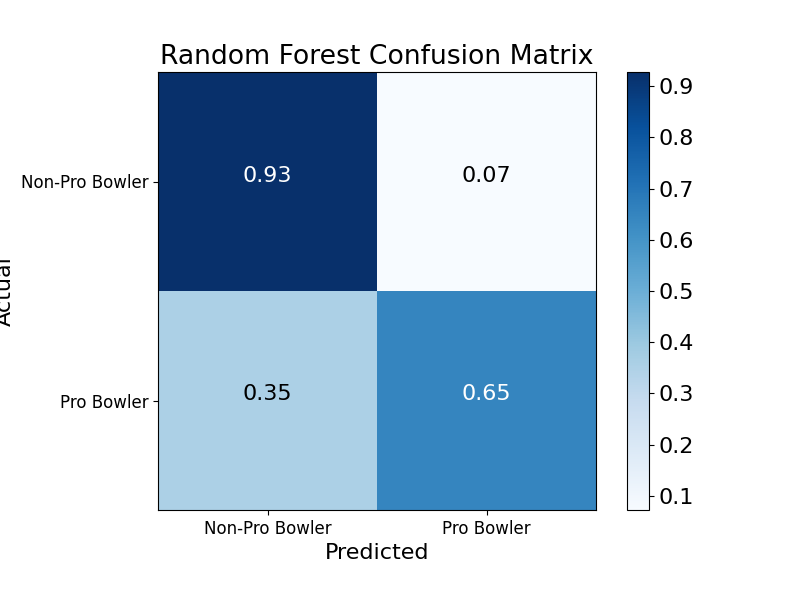 Random Forest Confusion Matrix
Actual
Non-Pro Bowler
Pro Bowler
0.93
0.07
0.35
0.65
Non-Pro Bowler
Pro Bowler
Predicted
0.9
0.8
0.7
0.6
0.5
0.4
0.3
0.2
0.1